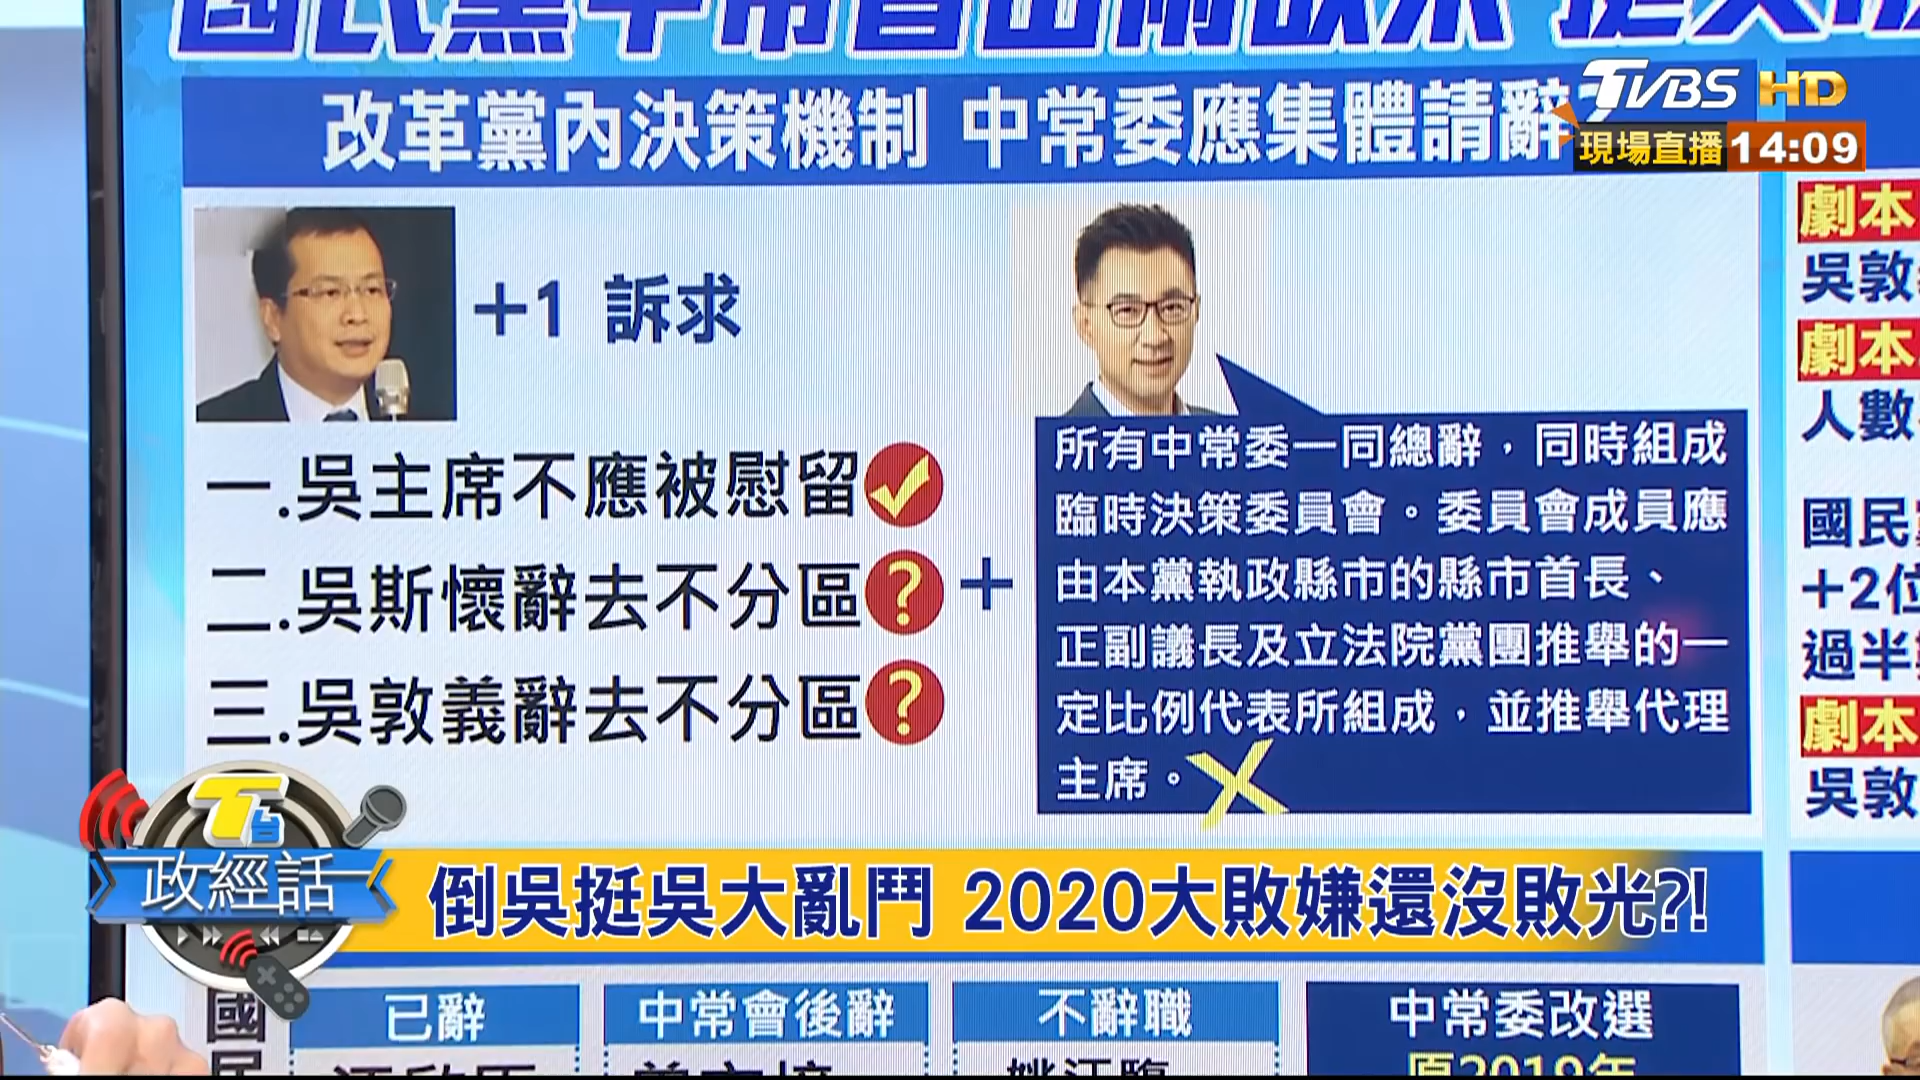 改革黨內決策機制 中常委應集體請辭?
TVBS HD
現場直播 14:09
+1 訴求
一.吳主席不應被慰留
二.吳斯懷辭去不分區?
三.吳敦義辭去不分區?
+
所有中常委一同總辭，同時組成
臨時決策委員會。委員會成員應
由本黨執政縣市的縣市首長、
正副議長及立法院黨團推舉的一
定比例代表所組成，並推舉代理
主席。
劇本
吳敦
劇本
人數
國民
+2位
過半
劇本
吳敦
T台
政經話
倒吳挺吳大亂鬥 2020大敗嫌還沒敗光?!
國
民
已辭
中常會後辭
不辭職
中常委改選
原2019年